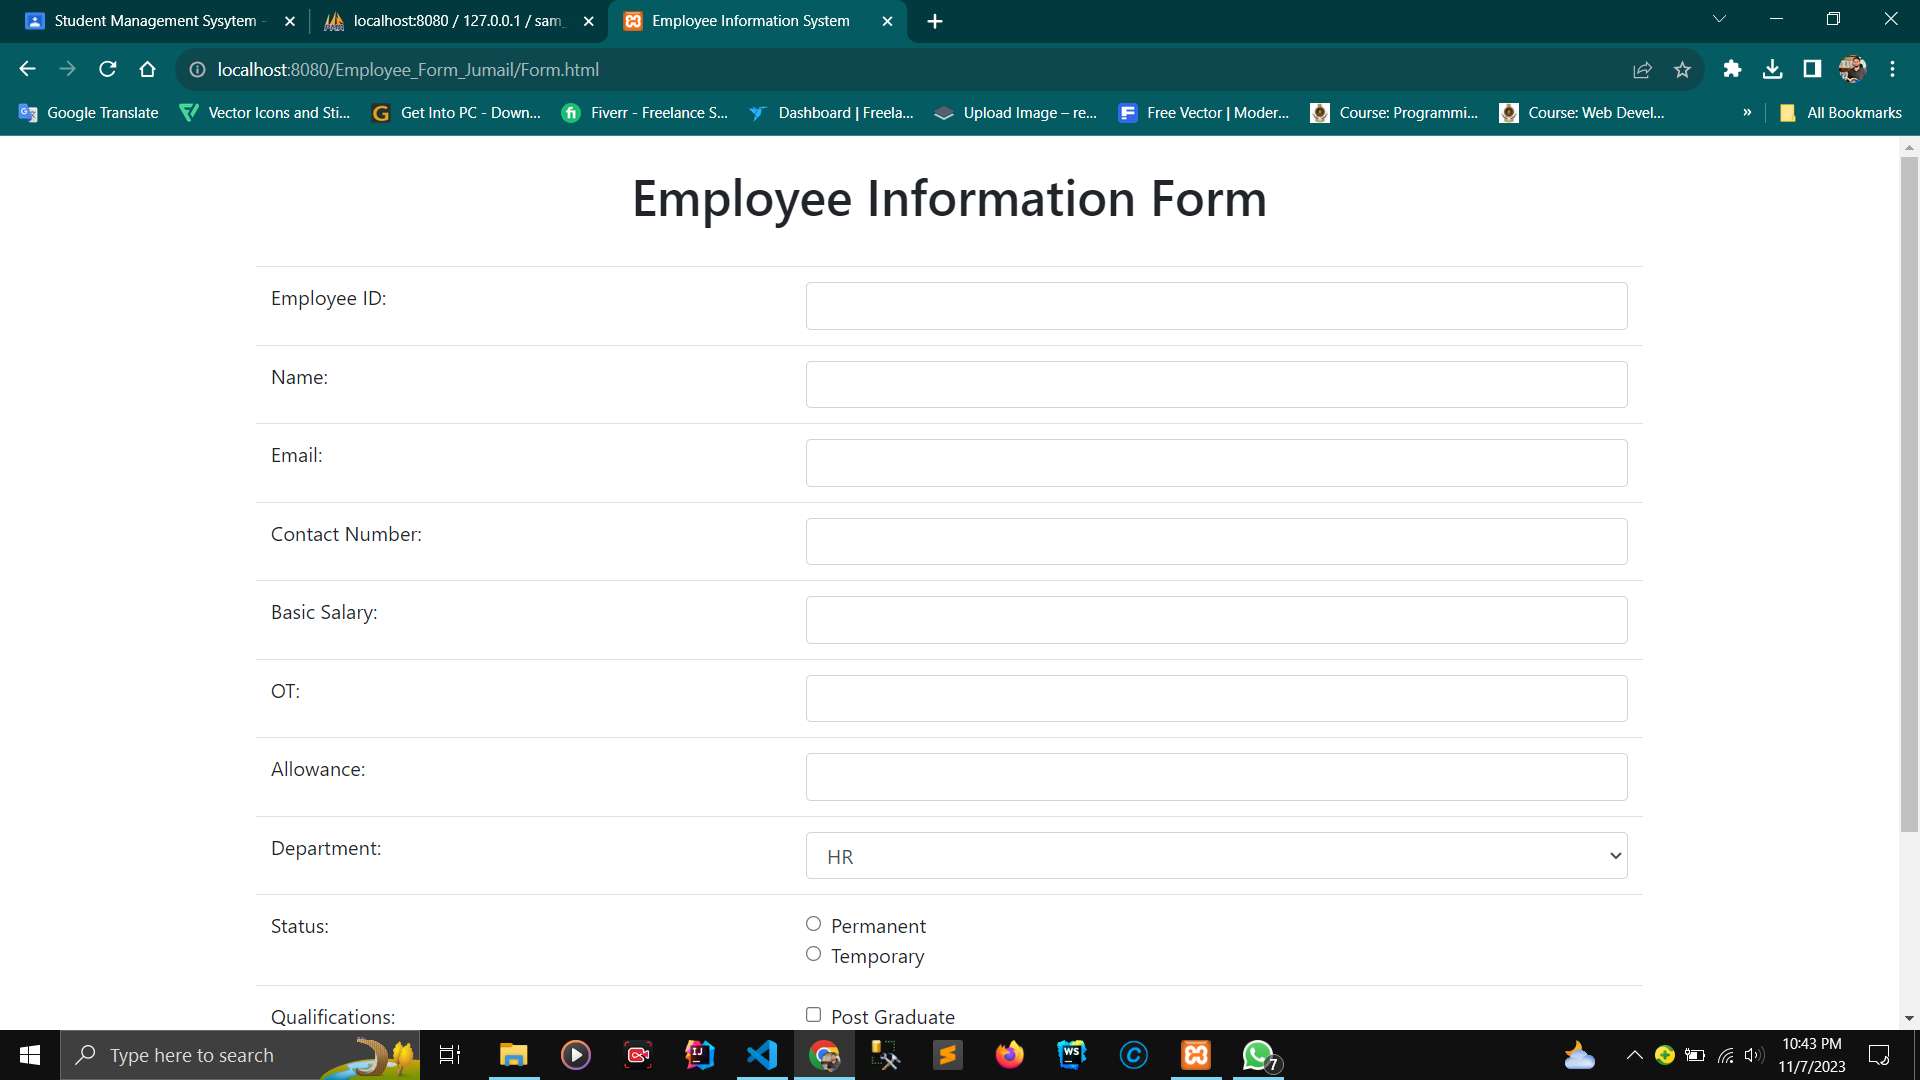 Student Management Sysytem -
localhost:8080 / 127.0.0.1 / sam_
Employee Information System
localhost:8080/Employee_Form_Jumail/Form.html
Google Translate
Vector Icons and Sti...
Get Into PC - Down...
Fiverr - Freelance S...
Dashboard | Freela...
Upload Image – re...
Free Vector | Moder...
Course: Programmi...
Course: Web Devel...
»
All Bookmarks
Employee Information Form
Employee ID:
Name:
Email:
Contact Number:
Basic Salary:
OT:
Allowance:
Department:
HR
Status:
Permanent
Temporary
Qualifications:
Post Graduate
Type here to search
7
10:43 PM
11/7/2023